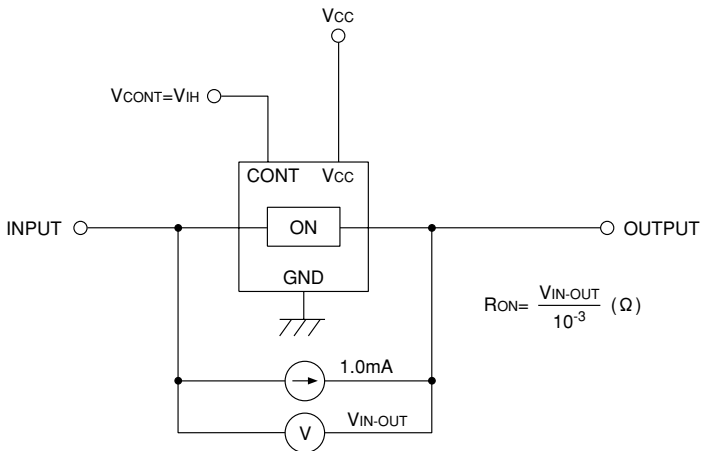 VCC
VCONT=VIH
CONT VCC
INPUT ON OUTPUT
GND
RON= VIN-OUT / 10-3 (Ω)
1.0mA
V VIN-OUT